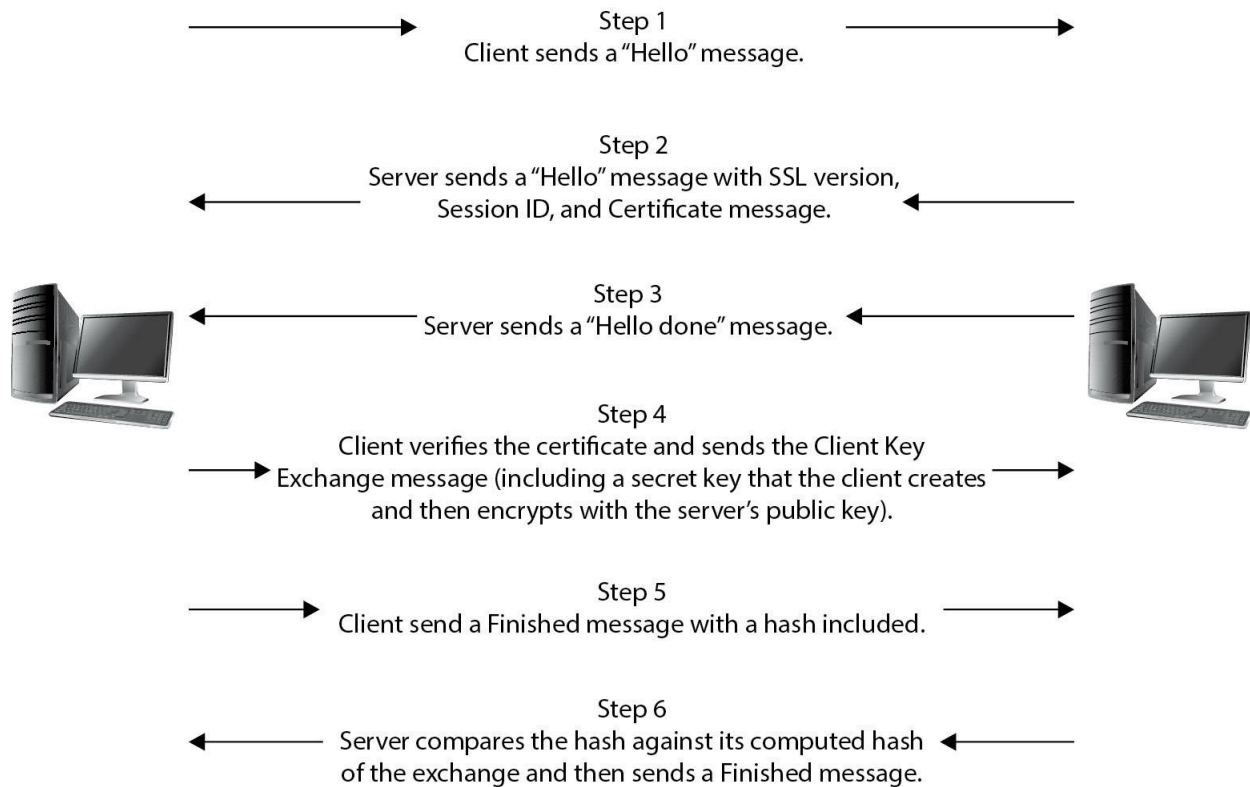 Step 1
Client sends a “Hello” message.
Step 2
Server sends a “Hello” message with SSL version,
Session ID, and Certificate message.
Step 3
Server sends a “Hello done” message.
Step 4
Client verifies the certificate and sends the Client Key
Exchange message (including a secret key that the client creates
and then encrypts with the server’s public key).
Step 5
Client send a Finished message with a hash included.
Step 6
Server compares the hash against its computed hash
of the exchange and then sends a Finished message.